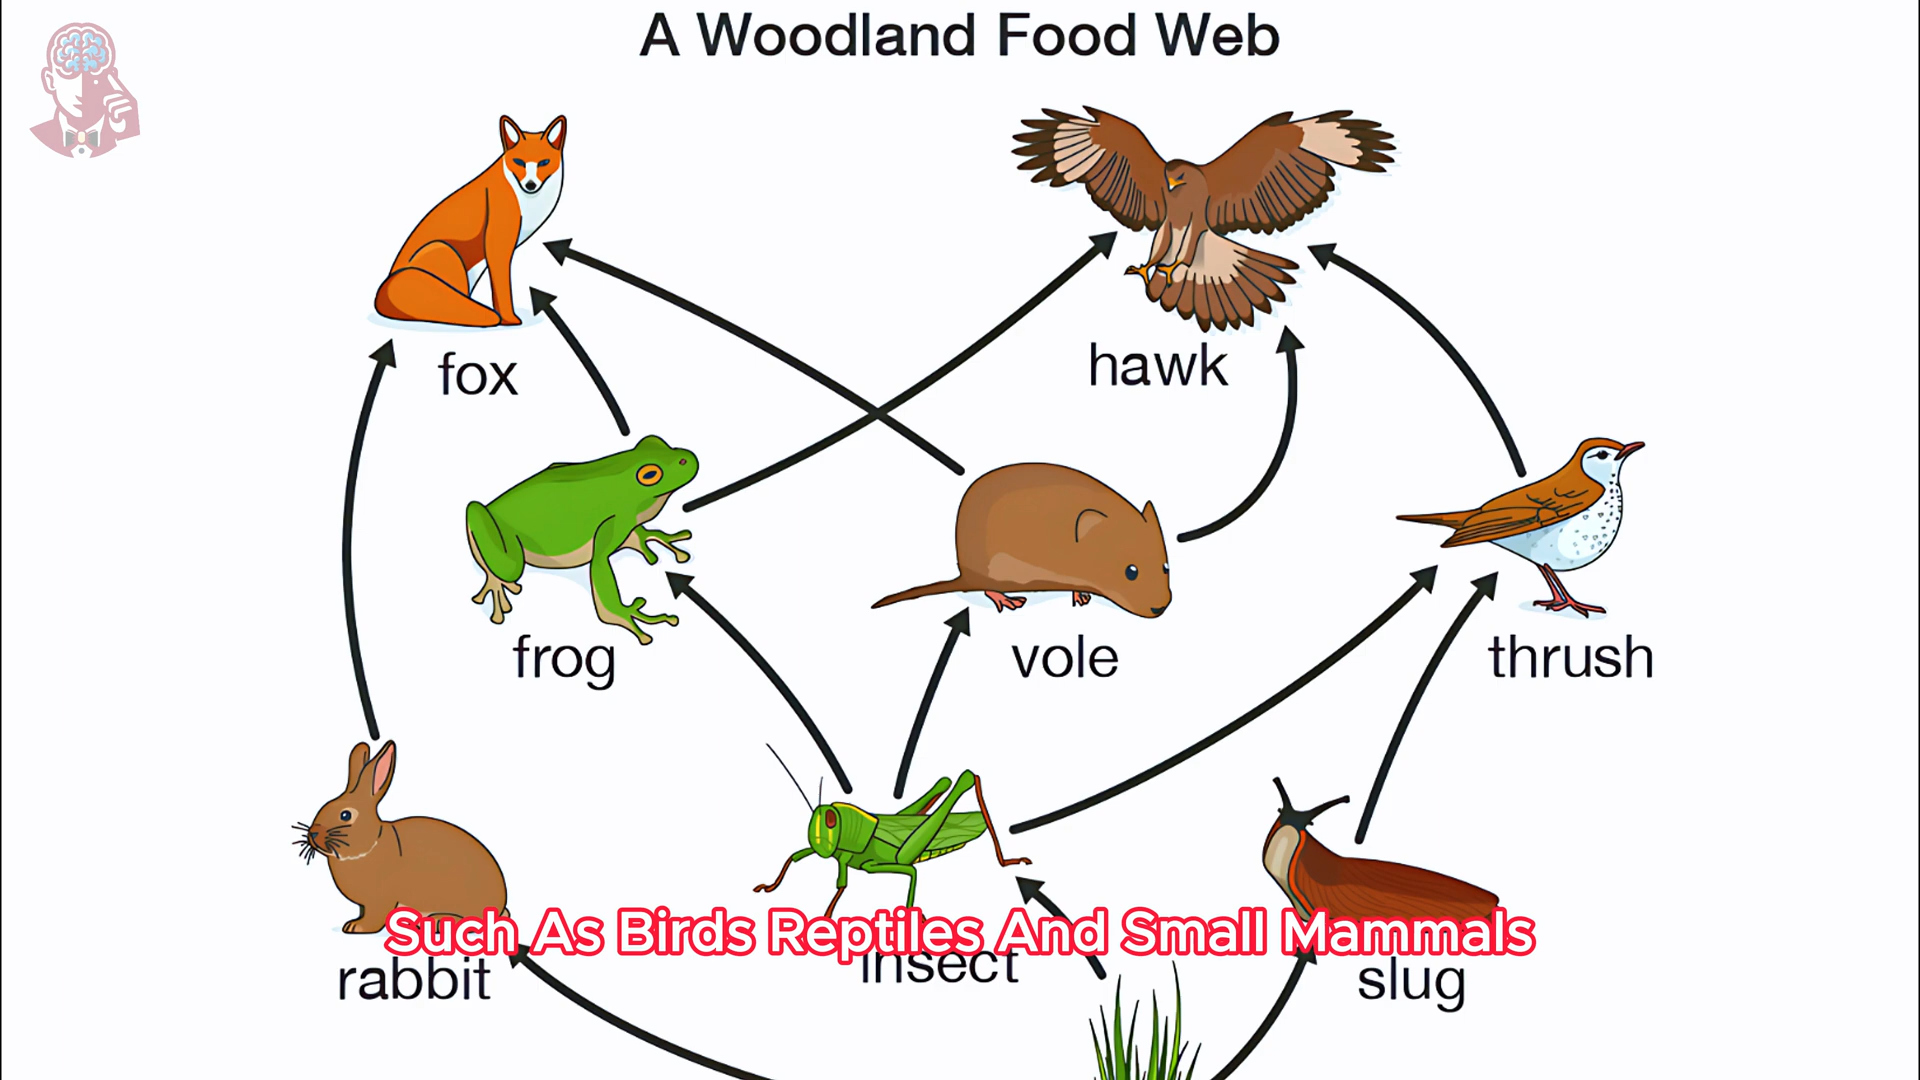 A Woodland Food Web
fox
hawk
frog
vole
thrush
Such As Birds Reptiles And Small Mammals
rabbit
insect
slug